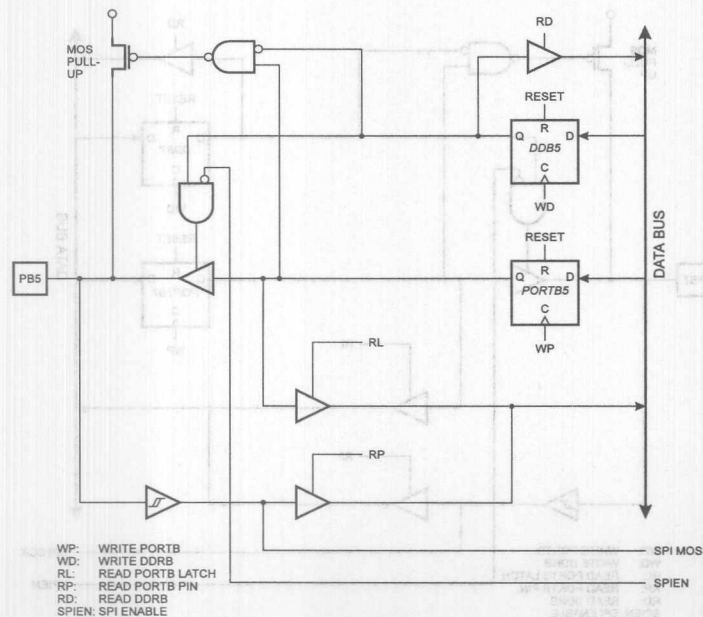 RD
MOS
PULL-
UP
RESET
R
Q
D
DDB5
C
WD
RESET
PB5
R
Q
D
PORTB5
C
WP
DATA BUS
RL
RP
WP: WRITE PORTB
WD: WRITE DDRB
RL: READ PORTB LATCH
RP: READ PORTB PIN
RD: READ DDRB
SPIEN: SPI ENABLE
SPI MOS
SPIEN